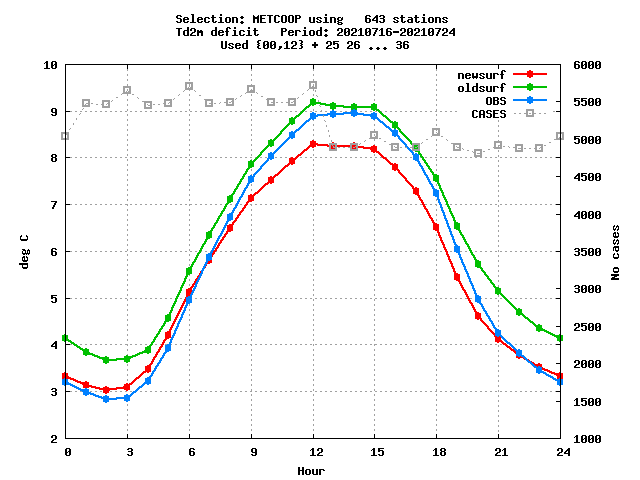 Selection: METCOOP using   643 stations
Td2m deficit   Period: 20210716-20210724
Used {00,12} + 25 26 ... 36
newsurf
oldsurf
OBS
CASES
deg C
No cases
10
9
8
7
6
5
4
3
2
6000
5500
5000
4500
4000
3500
3000
2500
2000
1500
1000
0 3 6 9 12 15 18 21 24
Hour